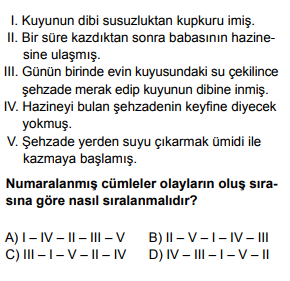 I. Kuyunun dibi susuzluktan kupkuru imiş.
II. Bir süre kazdıktan sonra babasının hazine-
sine ulaşmış.
III. Günün birinde evin kuyusundaki su çekilince
şehzade merak edip kuyunun dibine inmiş.
IV. Hazineyi bulan şehzadenin keyfine diyecek
yokmuş.
V. Şehzade yerden suyu çıkarmak ümidi ile
kazmaya başlamış.
Numaralanmış cümleler olayların oluş sıra-
sına göre nasıl sıralanmalıdır?
A) I – IV – II – III – V B) II – V – I – IV – III
C) III – I – V – II – IV D) IV – III – I – V – II